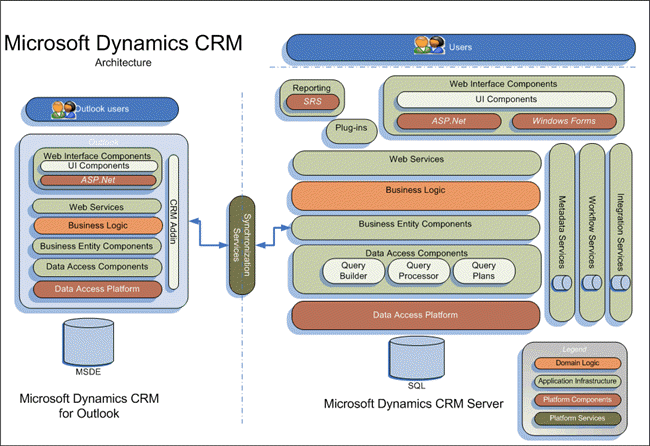 Microsoft Dynamics CRM
Architecture
Users
Outlook users
Outlook
Web Interface Components
UI Components
ASP.Net
Web Services
Business Logic
Business Entity Components
Data Access Components
Data Access Platform
CRM Addin
MSDE
Microsoft Dynamics CRM
for Outlook
Synchronization
Services
Reporting
SRS
Plug-ins
Web Interface Components
UI Components
ASP.Net
Windows Forms
Web Services
Business Logic
Business Entity Components
Data Access Components
Query
Builder
Query
Processor
Query
Plans
Data Access Platform
Metadata Services
Workflow Services
Integration Services
SQL
Microsoft Dynamics CRM Server
Legend
Domain Logic
Application Infrastructure
Platform Components
Platform Services